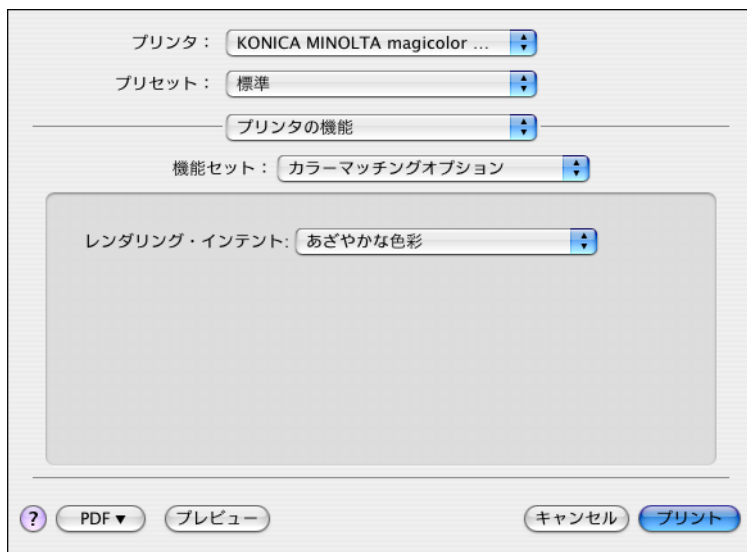 プリンタ： KONICA MINOLTA magicolor ...
プリセット： 標準
プリンタの機能
機能セット： カラーマッチングオプション
レンダリング・インテント: あざやかな色彩
? PDF▼ プレビュー キャンセル プリント